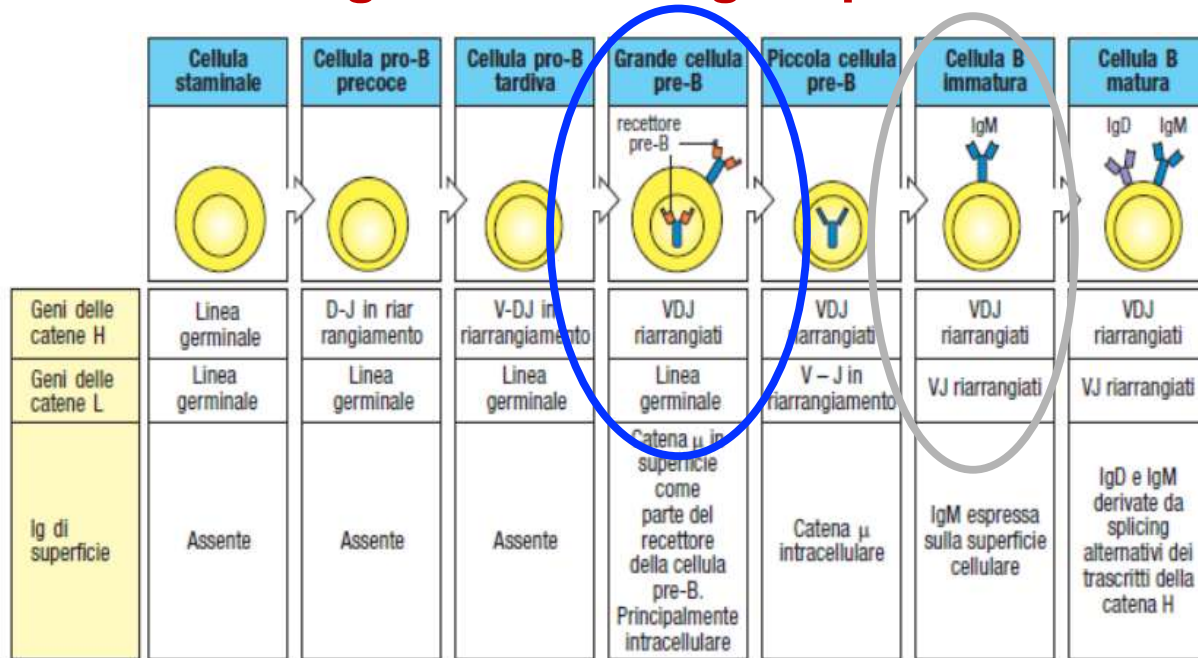 Cellula
staminale
Cellula pro-B
precoce
Cellula pro-B
tardiva
Grande cellula
pre-B
Piccola cellula
pre-B
Cellula B
immatura
Cellula B
matura
recettore
pre-B
IgM
IgD IgM
Geni delle
catene H
Linea
germinale
D-J in riar
rangiamento
V-DJ in
riarrangiamento
VDJ
riarrangiati
VDJ
riarrangiati
VDJ
riarrangiati
VDJ
riarrangiati
Geni delle
catene L
Linea
germinale
Linea
germinale
Linea
germinale
Linea
germinale
V – J in
riarrangiamento
VJ riarrangiati
VJ riarrangiati
Ig di
superficie
Assente
Assente
Assente
Catena μ in
superficie
come
parte del
recettore
della cellula
pre-B.
Principalmente
intracellulare
Catena μ
intracellulare
IgM espressa
sulla superficie
cellulare
IgD e IgM
derivate da
splicing
alternativi dei
trascritti della
catena H